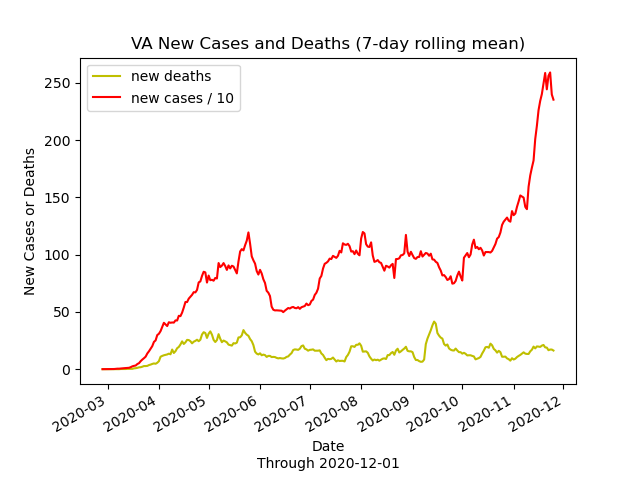 VA New Cases and Deaths (7-day rolling mean)
new deaths
new cases / 10
New Cases or Deaths
250
200
150
100
50
0
2020-03
2020-04
2020-05
2020-06
2020-07
2020-08
2020-09
2020-10
2020-11
2020-12
Date
Through 2020-12-01